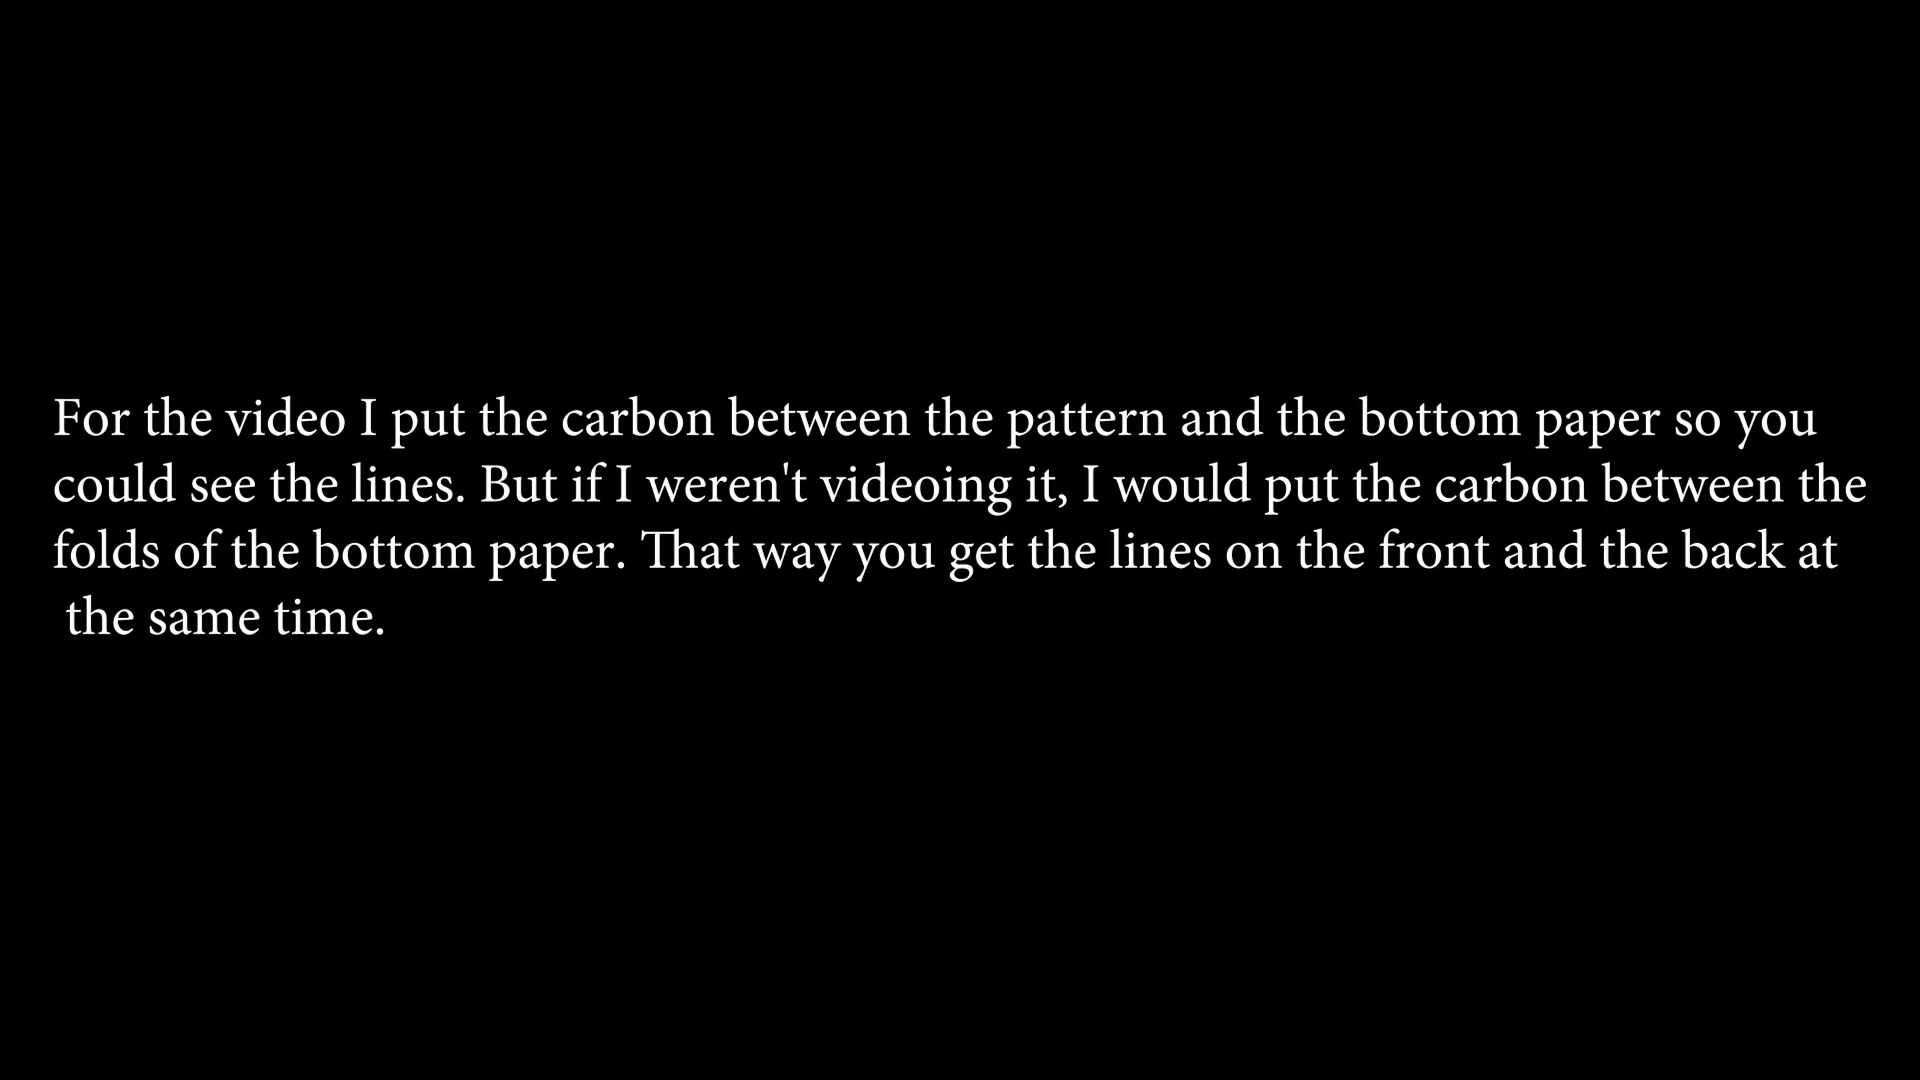 For the video I put the carbon between the pattern and the bottom paper so you
could see the lines. But if I weren't videoing it, I would put the carbon between the
folds of the bottom paper. That way you get the lines on the front and the back at
the same time.